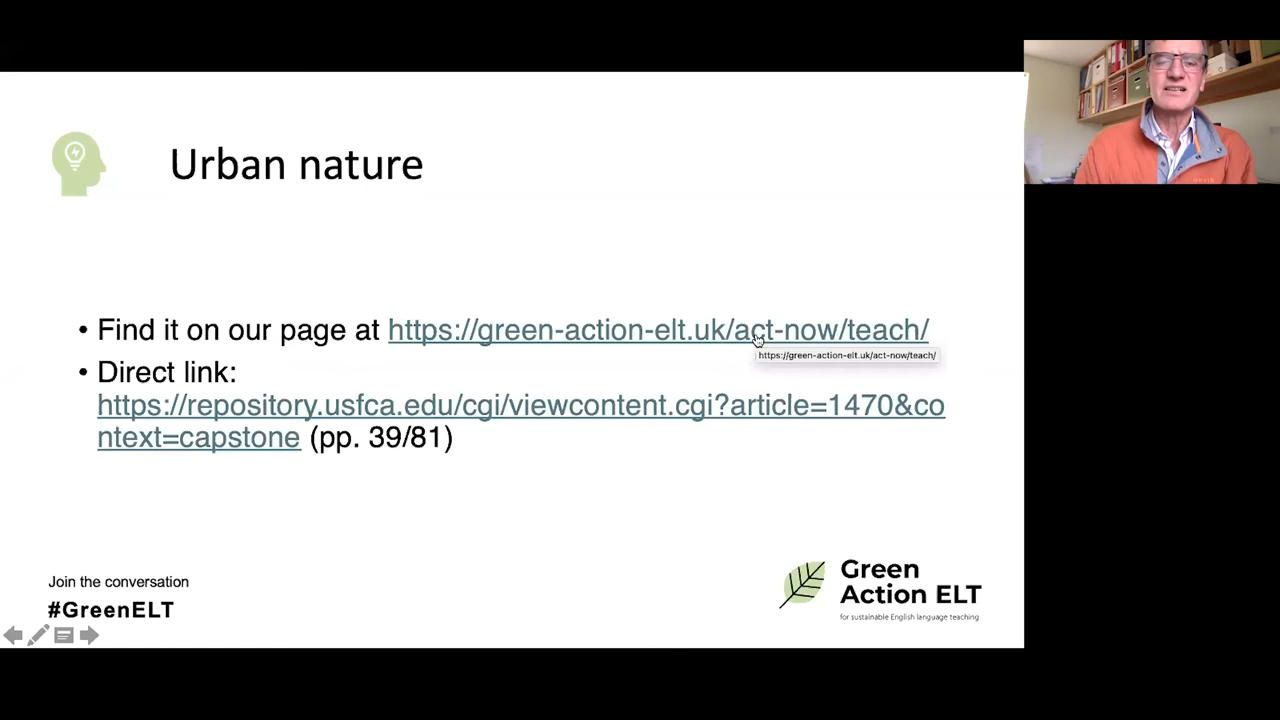 Urban nature
• Find it on our page at https://green-action-elt.uk/act-now/teach/
https://green-action-elt.uk/act-now/teach/
• Direct link:
https://repository.usfca.edu/cgi/viewcontent.cgi?article=1470&co
ntext=capstone (pp. 39/81)
Join the conversation
#GreenELT
Green
Action ELT
for sustainable English language teaching